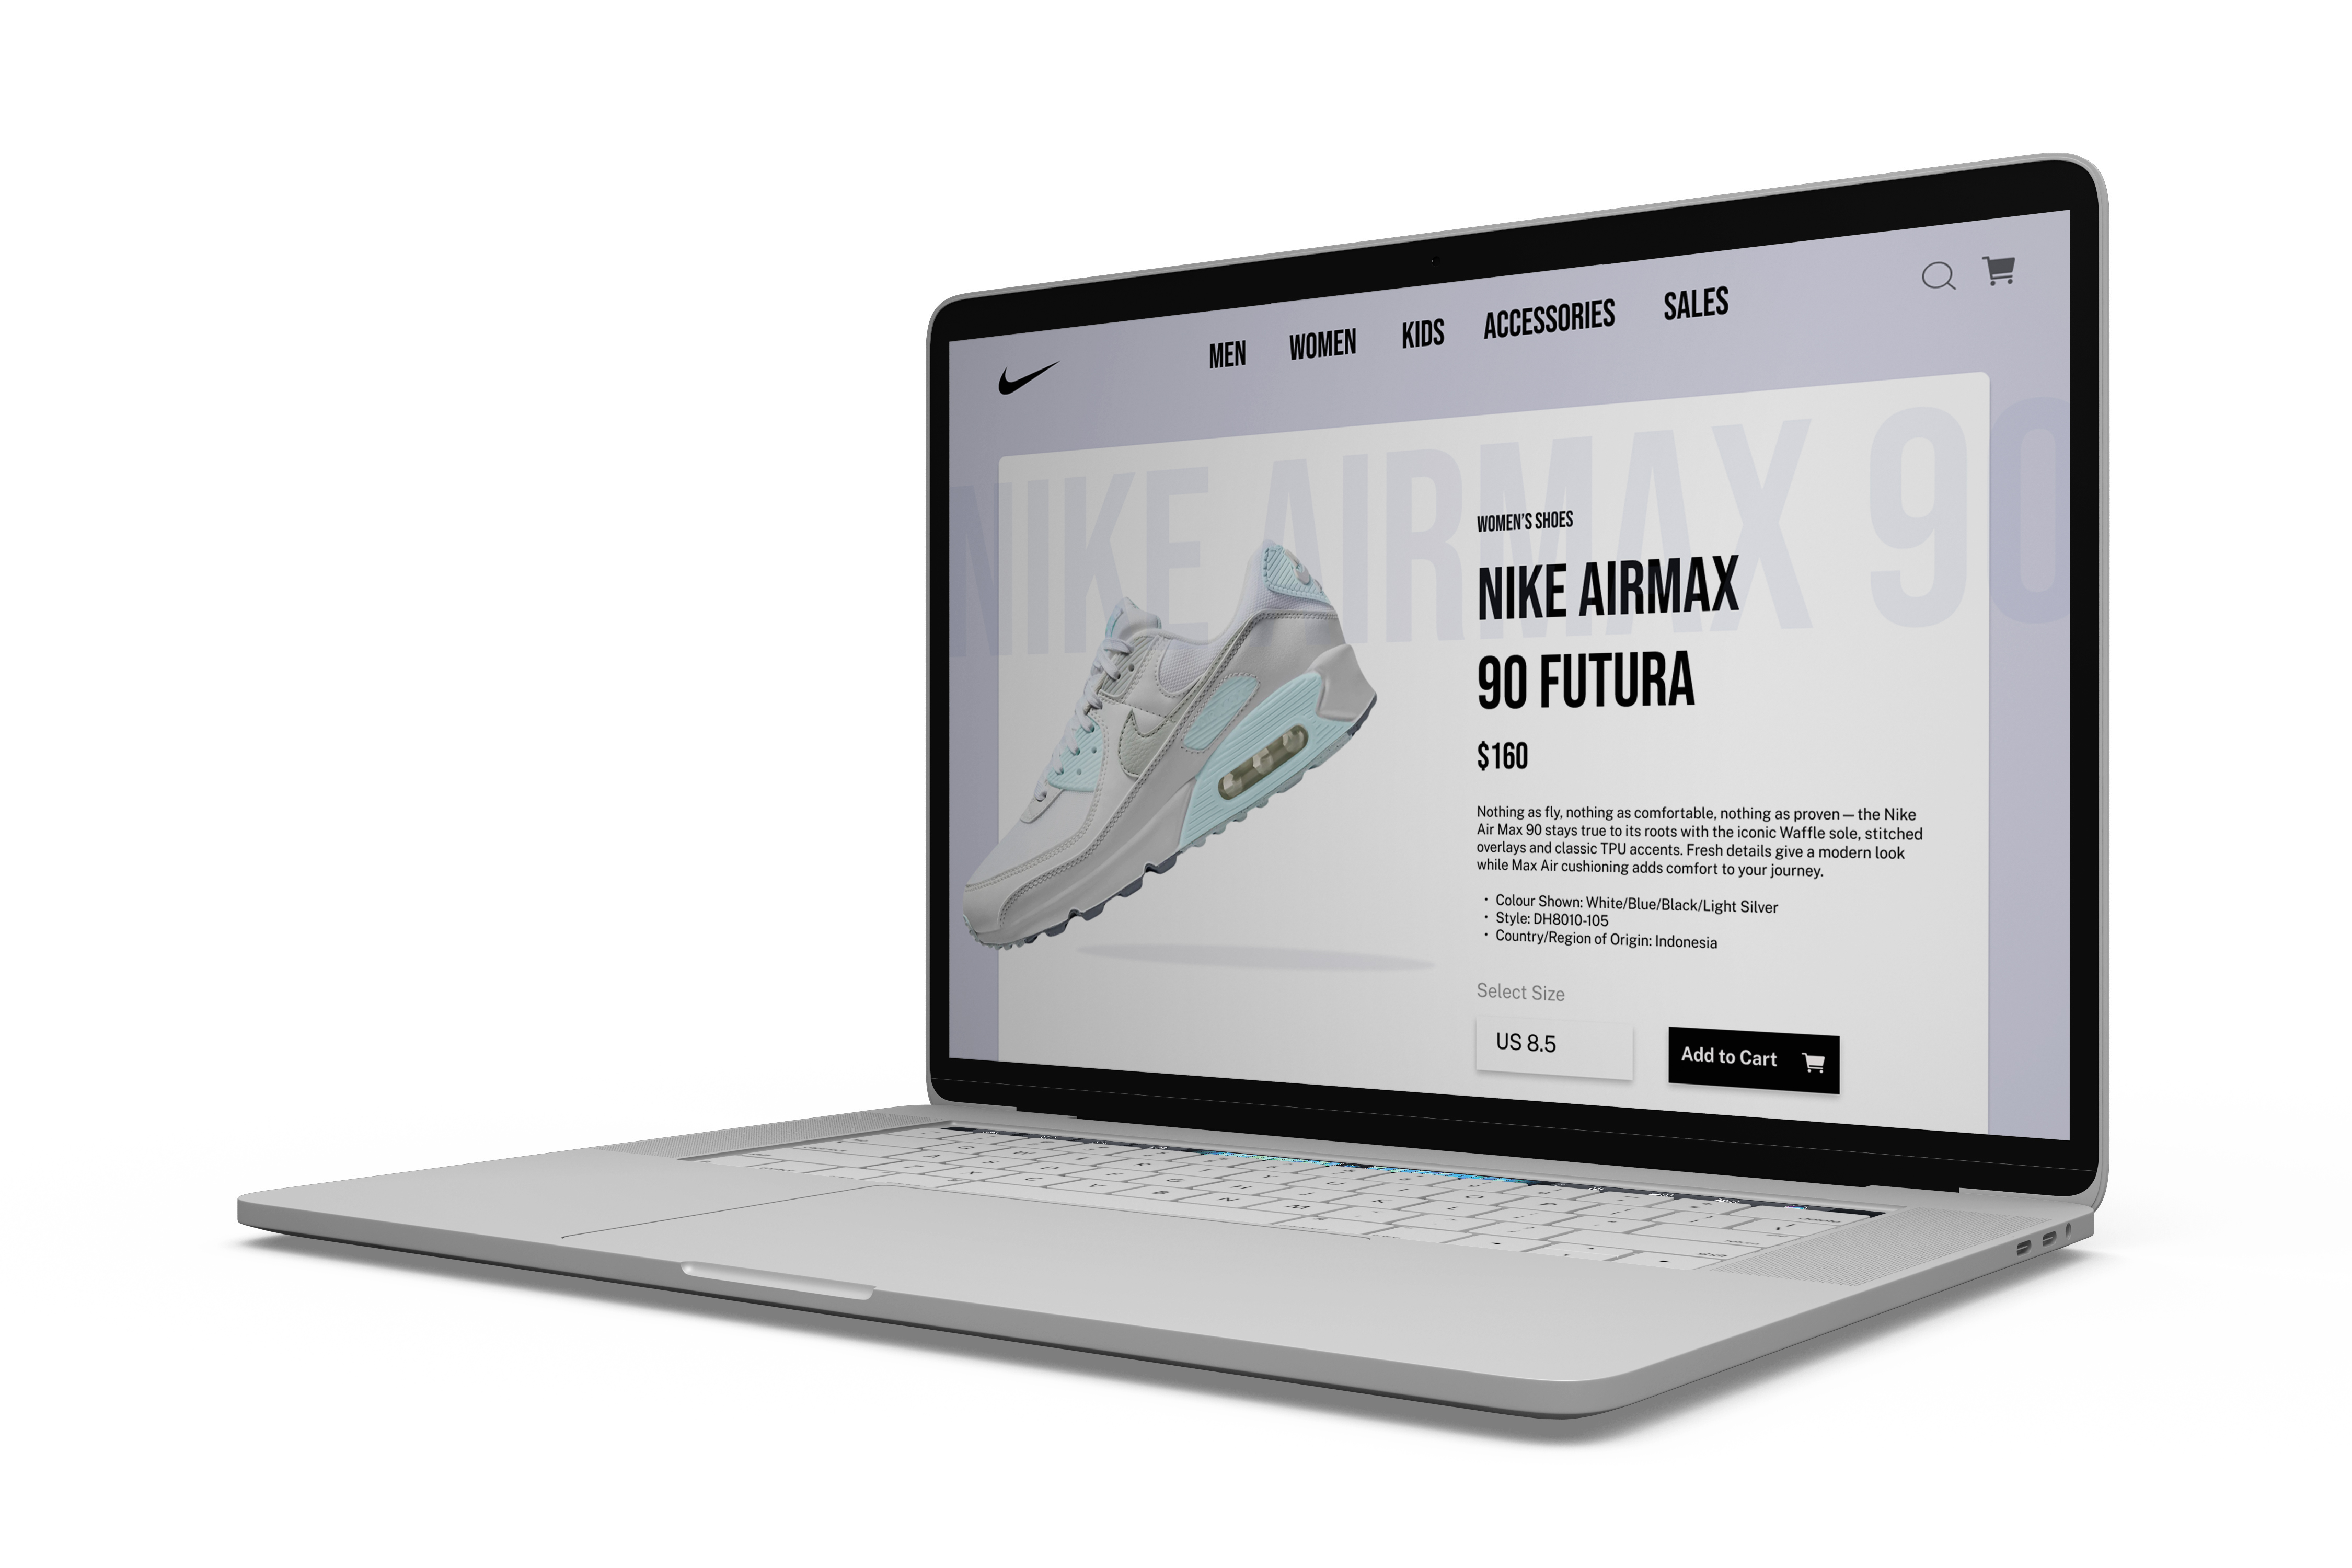 MEN WOMEN KIDS ACCESSORIES SALES
NIKE AIRMAX 90
WOMEN'S SHOES
NIKE AIRMAX
90 FUTURA
$160
Nothing as fly, nothing as comfortable, nothing as proven — the Nike
Air Max 90 stays true to its roots with the iconic Waffle sole, stitched
overlays and classic TPU accents. Fresh details give a modern look
while Max Air cushioning adds comfort to your journey.
• Colour Shown: White/Blue/Black/Light Silver
• Style: DH8010-105
• Country/Region of Origin: Indonesia
Select Size
US 8.5
Add to Cart